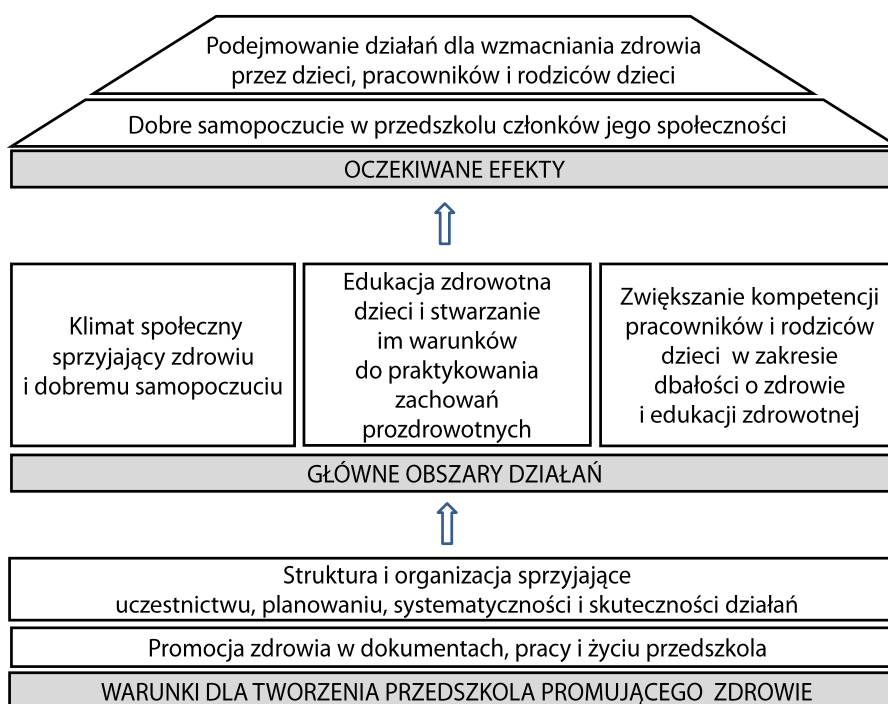 Podejmowanie działań dla wzmacniania zdrowia
przez dzieci, pracowników i rodziców dzieci
Dobre samopoczucie w przedszkolu członków jego społeczności
OCZEKIWANE EFEKTY
Klimat społeczny
sprzyjający zdrowiu
i dobremu samopoczuciu
Edukacja zdrowotna
dzieci i stwarzanie
im warunków
do praktykowania
zachowań
prozdrowotnych
Zwiększanie kompetencji
pracowników i rodziców
dzieci w zakresie
dbałości o zdrowie
i edukacji zdrowotnej
GŁÓWNE OBSZARY DZIAŁAŃ
Struktura i organizacja sprzyjające
uczestnictwu, planowaniu, systematyczności i skuteczności działań
Promocja zdrowia w dokumentach, pracy i życiu przedszkola
WARUNKI DLA TWORZENIA PRZEDSZKOLA PROMUJĄCEGO ZDROWIE